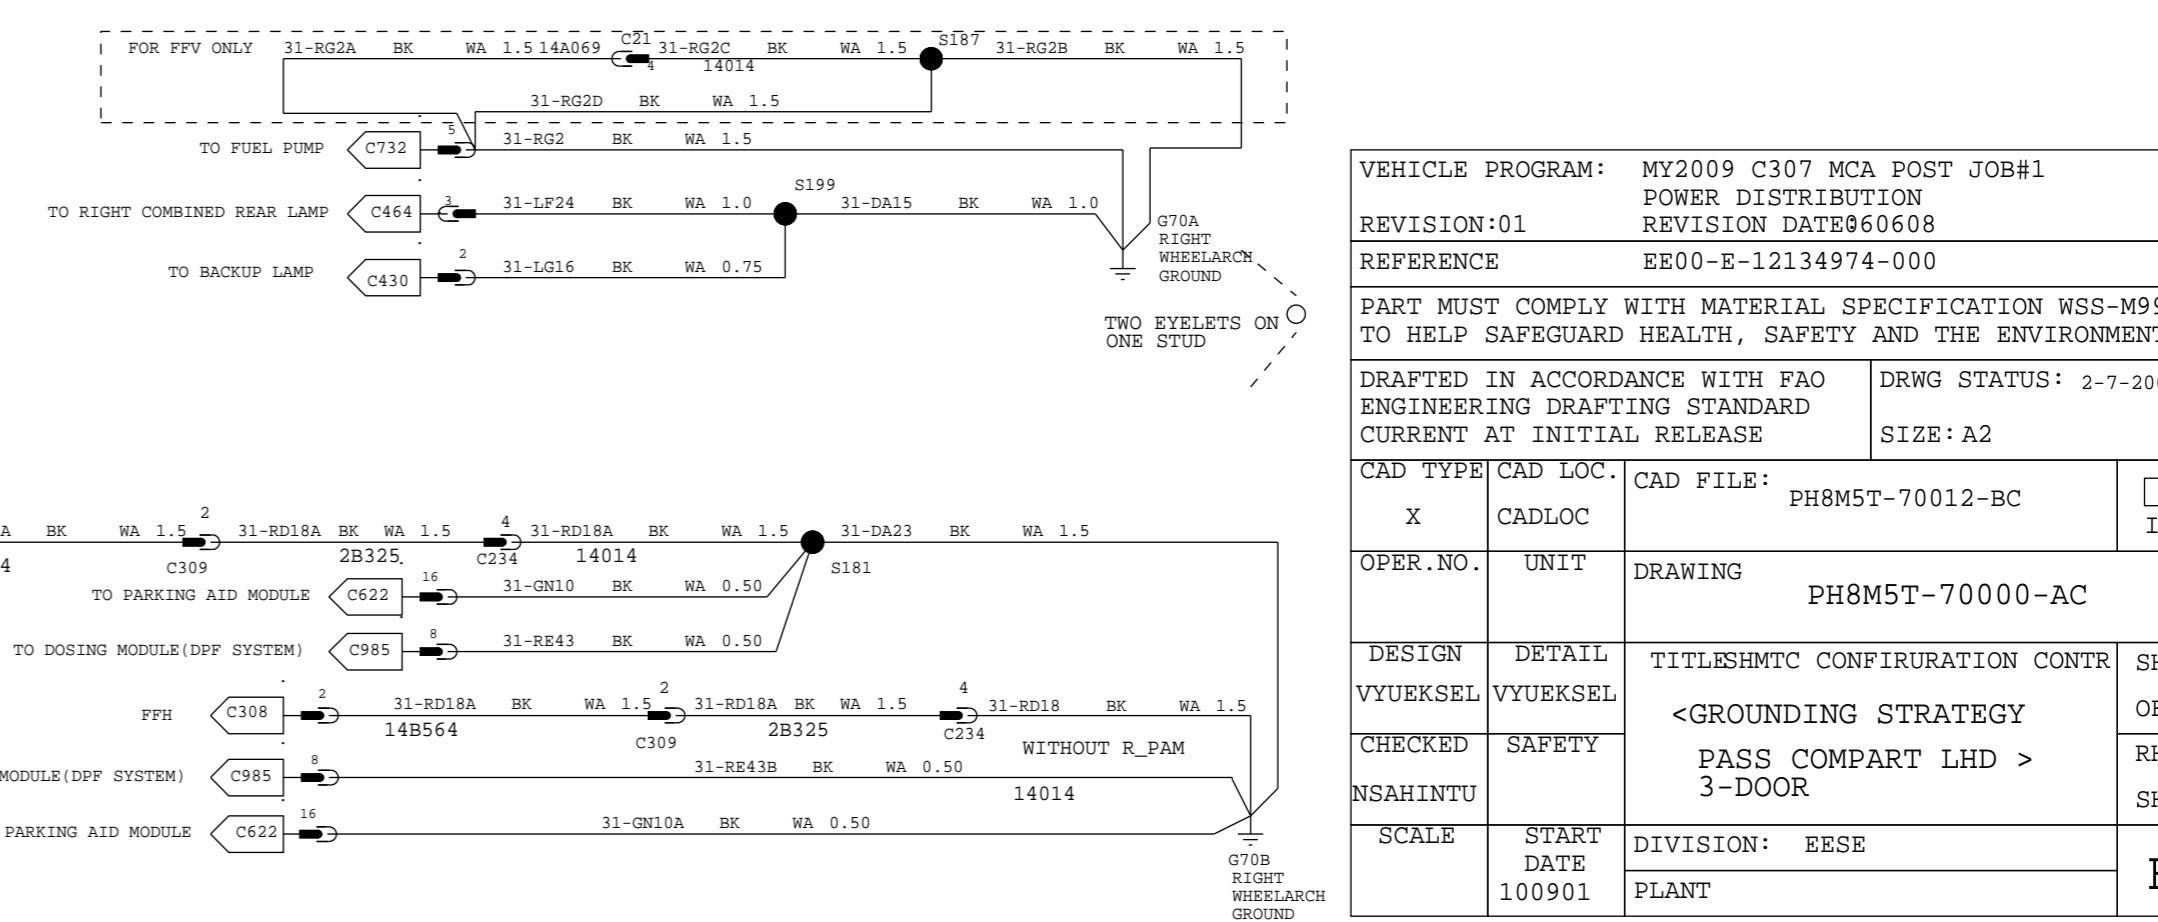 FOR FFV ONLY 31-RG2A BK WA 1.5 14A069 C21 4 31-RG2C BK WA 1.5 S187 31-RG2B BK WA 1.5
14014
31-RG2D BK WA 1.5
TO FUEL PUMP C732 5 31-RG2 BK WA 1.5
S199
TO RIGHT COMBINED REAR LAMP C464 3 31-LF24 BK WA 1.0 31-DA15 BK WA 1.0
G70A
RIGHT
WHEELARCH
GROUND
TO BACKUP LAMP C430 2 31-LG16 BK WA 0.75
TWO EYELETS ON
ONE STUD
A BK WA 1.5 2 31-RD18A BK WA 1.5 4 31-RD18A BK WA 1.5 31-DA23 BK WA 1.5
4 C309 2B325 C234 14014 S181
TO PARKING AID MODULE C622 16 31-GN10 BK WA 0.50
TO DOSING MODULE(DPF SYSTEM) C985 8 31-RE43 BK WA 0.50
FFH C308 2 31-RD18A BK WA 1.5 2 31-RD18A BK WA 1.5 4 31-RD18 BK WA 1.5
14B564 C309 2B325 C234
WITHOUT R_PAM
MODULE(DPF SYSTEM) C985 8 31-RE43B BK WA 0.50
14014
PARKING AID MODULE C622 16 31-GN10A BK WA 0.50
G70B
RIGHT
WHEELARCH
GROUND
VEHICLE PROGRAM: MY2009 C307 MCA POST JOB#1
POWER DISTRIBUTION
REVISION:01 REVISION DATE 060608
REFERENCE EE00-E-12134974-000
PART MUST COMPLY WITH MATERIAL SPECIFICATION WSS-M99
TO HELP SAFEGUARD HEALTH, SAFETY AND THE ENVIRONMENT
DRAFTED IN ACCORDANCE WITH FAO
ENGINEERING DRAFTING STANDARD
CURRENT AT INITIAL RELEASE
DRWG STATUS: 2-7-200
SIZE: A2
CAD TYPE
X
CAD LOC.
CADLOC
CAD FILE:
PH8M5T-70012-BC
I
OPER.NO.
UNIT
DRAWING
PH8M5T-70000-AC
DESIGN
VYUEKSEL
DETAIL
VYUEKSEL
TITLE SHMTC CONFIRURATION CONTR
<GROUNDING STRATEGY
PASS COMPART LHD >
3-DOOR
CHECKED
NSAHINTU
SAFETY
SCALE
START
DATE
100901
DIVISION: EESE
PLANT